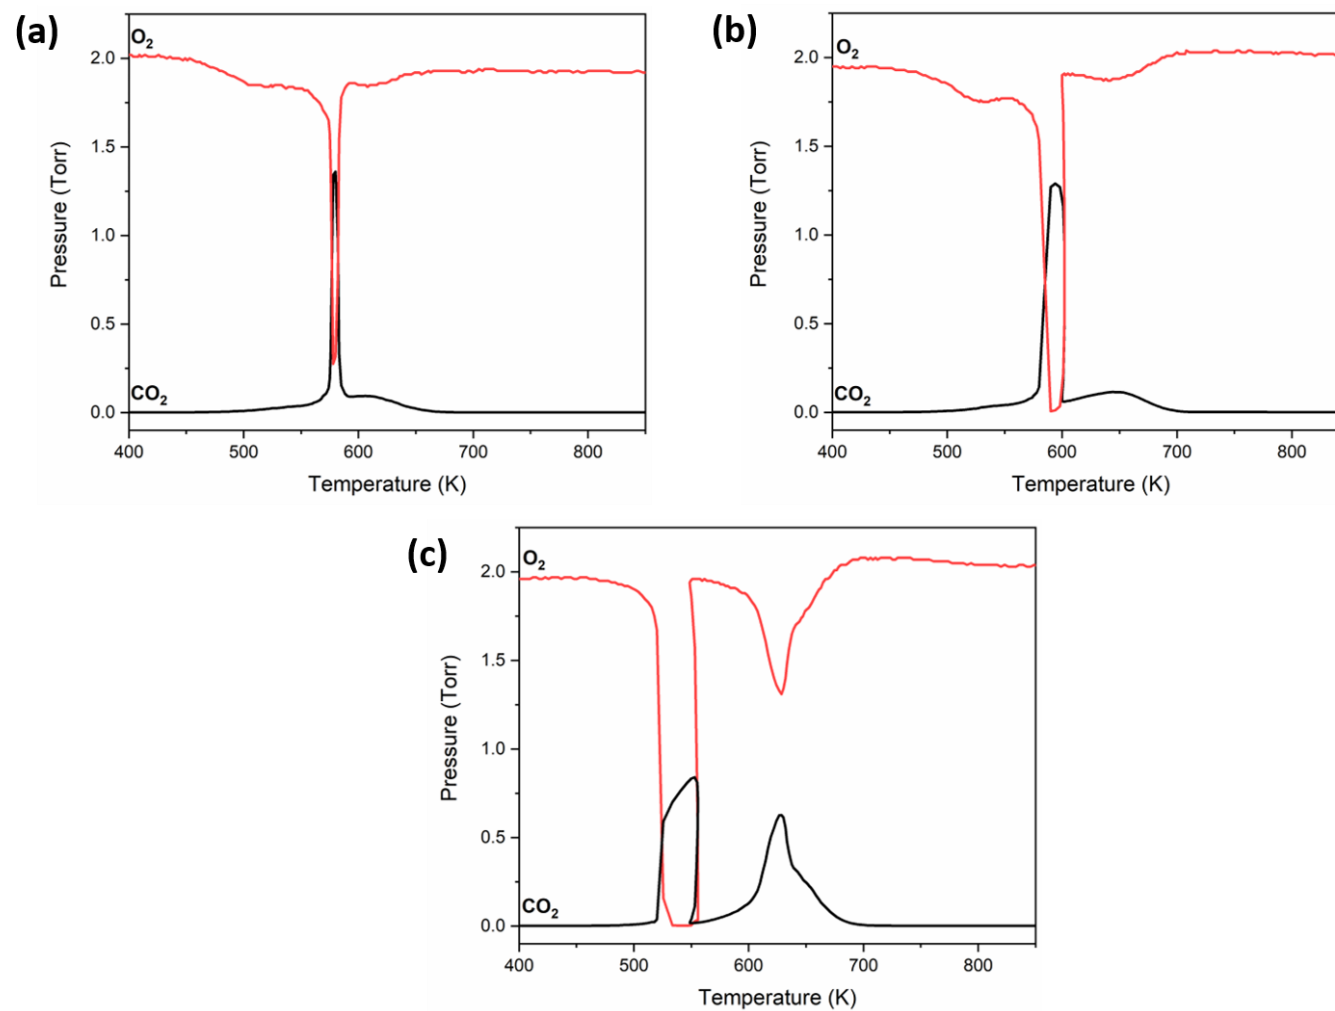 (a)
O₂
2.0
1.5
1.0
0.5
CO₂
0.0
400 500 600 700 800
Pressure (Torr)
Temperature (K)
(b)
O₂
2.0
1.5
1.0
0.5
CO₂
0.0
400 500 600 700 800
Pressure (Torr)
Temperature (K)
(c)
O₂
2.0
1.5
1.0
0.5
CO₂
0.0
400 500 600 700 800
Pressure (Torr)
Temperature (K)